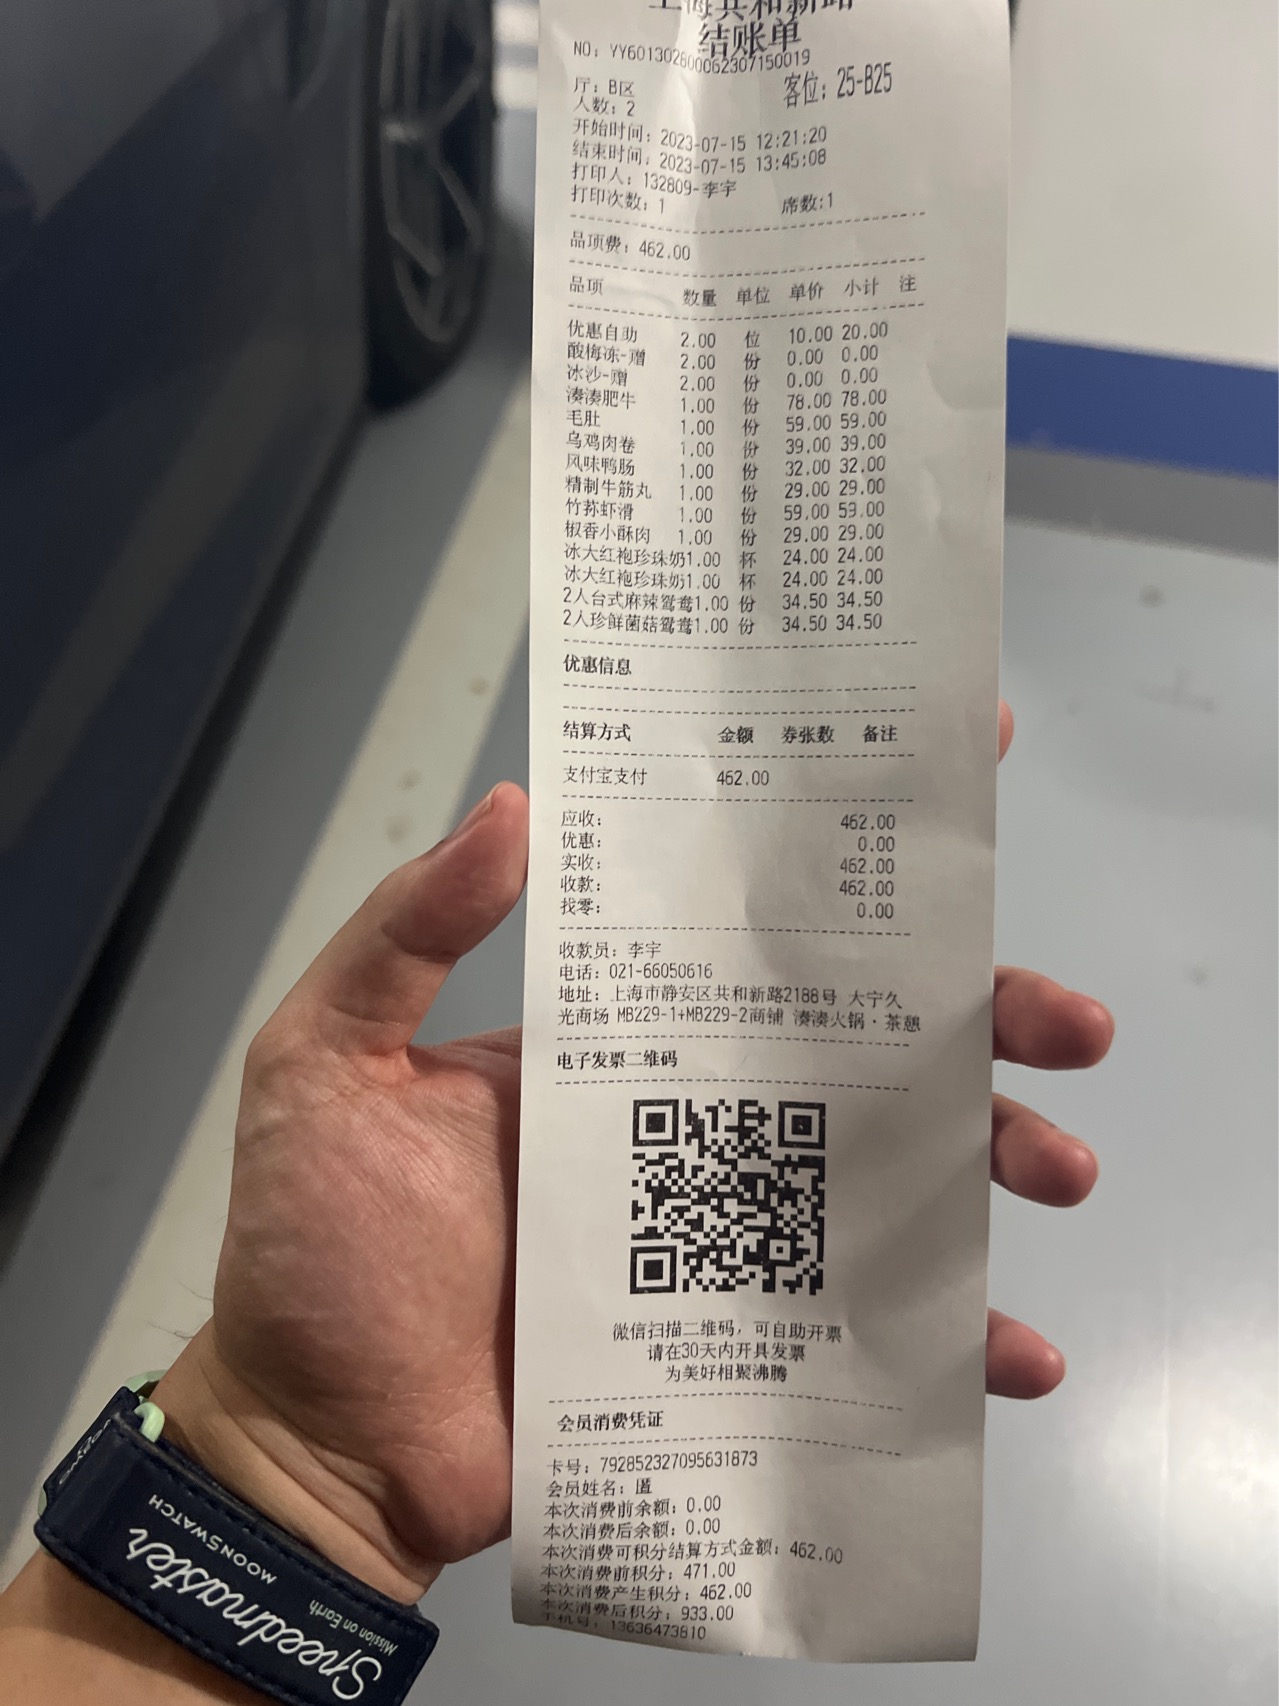 上海共和新路
结账单
NO: YY601302800062307150019
厅: B区 客位: 25-B25
人数: 2
开始时间: 2023-07-15 12:21:20
结束时间: 2023-07-15 13:45:08
打印人: 132809-李宇
打印次数: 1 席数:1
品项费: 462.00
品项 数量 单位 单价 小计 注
优惠自助 2.00 位 10.00 20.00
酸梅冻-赠 2.00 份 0.00 0.00
冰沙-赠 2.00 份 0.00 0.00
湊湊肥牛 1.00 份 78.00 78.00
毛肚 1.00 份 59.00 59.00
乌鸡肉卷 1.00 份 39.00 39.00
风味鸭肠 1.00 份 32.00 32.00
精制牛筋丸 1.00 份 29.00 29.00
竹荪虾滑 1.00 份 59.00 59.00
椒香小酥肉 1.00 份 29.00 29.00
冰大红袍珍珠奶1.00 杯 24.00 24.00
冰大红袍珍珠奶1.00 杯 24.00 24.00
2人台式麻辣鸳鸯1.00 份 34.50 34.50
2人珍鲜菌菇鸳鸯1.00 份 34.50 34.50
优惠信息
结算方式 金额 券张数 备注
支付宝支付 462.00
应收: 462.00
优惠: 0.00
实收: 462.00
收款: 462.00
找零: 0.00
收款员: 李宇
电话: 021-66050616
地址: 上海市静安区共和新路2188号 大宁久
光商场 MB229-1+MB229-2商铺 湊湊火锅·茶憩
电子发票二维码
微信扫描二维码，可自助开票
请在30天内开具发票
为美好相聚沸腾
会员消费凭证
卡号: 792852327095631873
会员姓名: 匿
本次消费前余额: 0.00
本次消费后余额: 0.00
本次消费可积分结算方式金额: 462.00
本次消费前积分: 471.00
本次消费产生积分: 462.00
本次消费后积分: 933.00
手机号: 13636473810
Speedmaster
MOONSWATCH
Mission on Earth